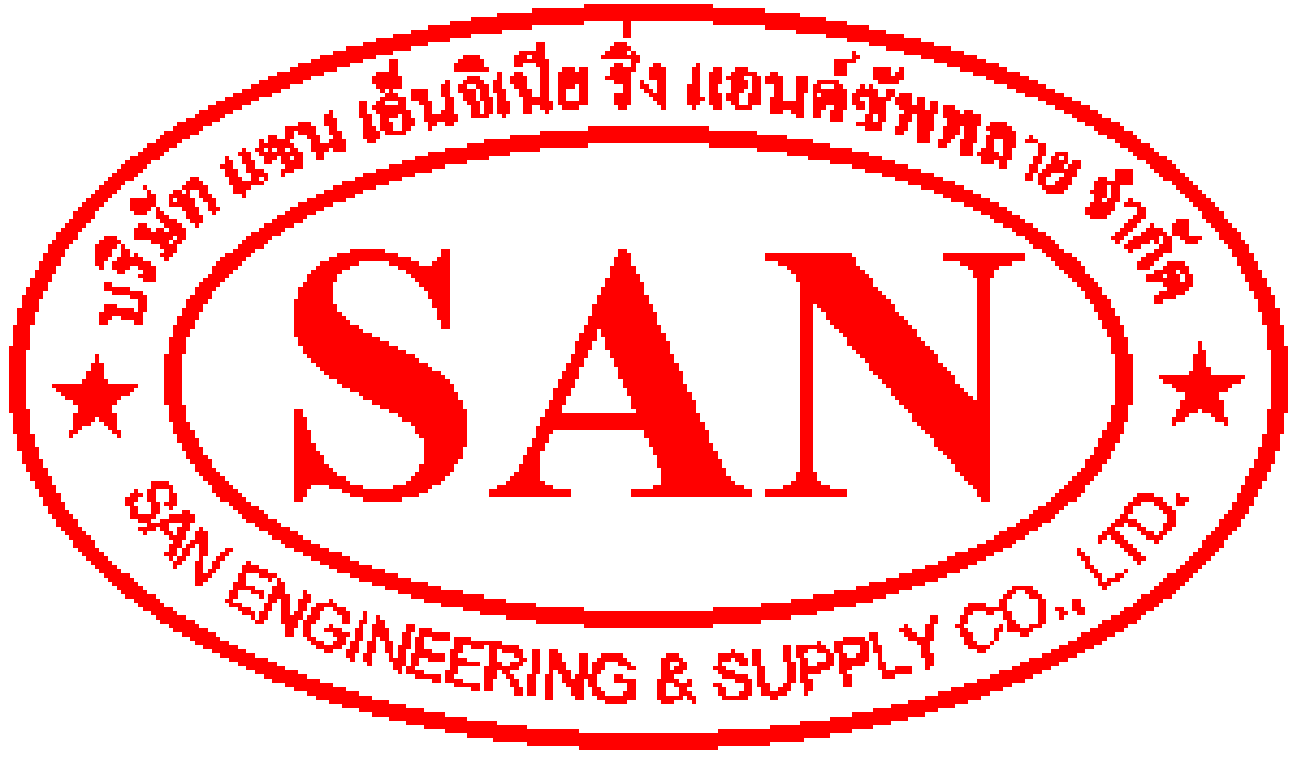 บริษัท แซน เอ็นจิเนีย ริ่ง แอนด์ซัพพลาย จำกัด
SAN
SAN ENGINEERING & SUPPLY CO., LTD.